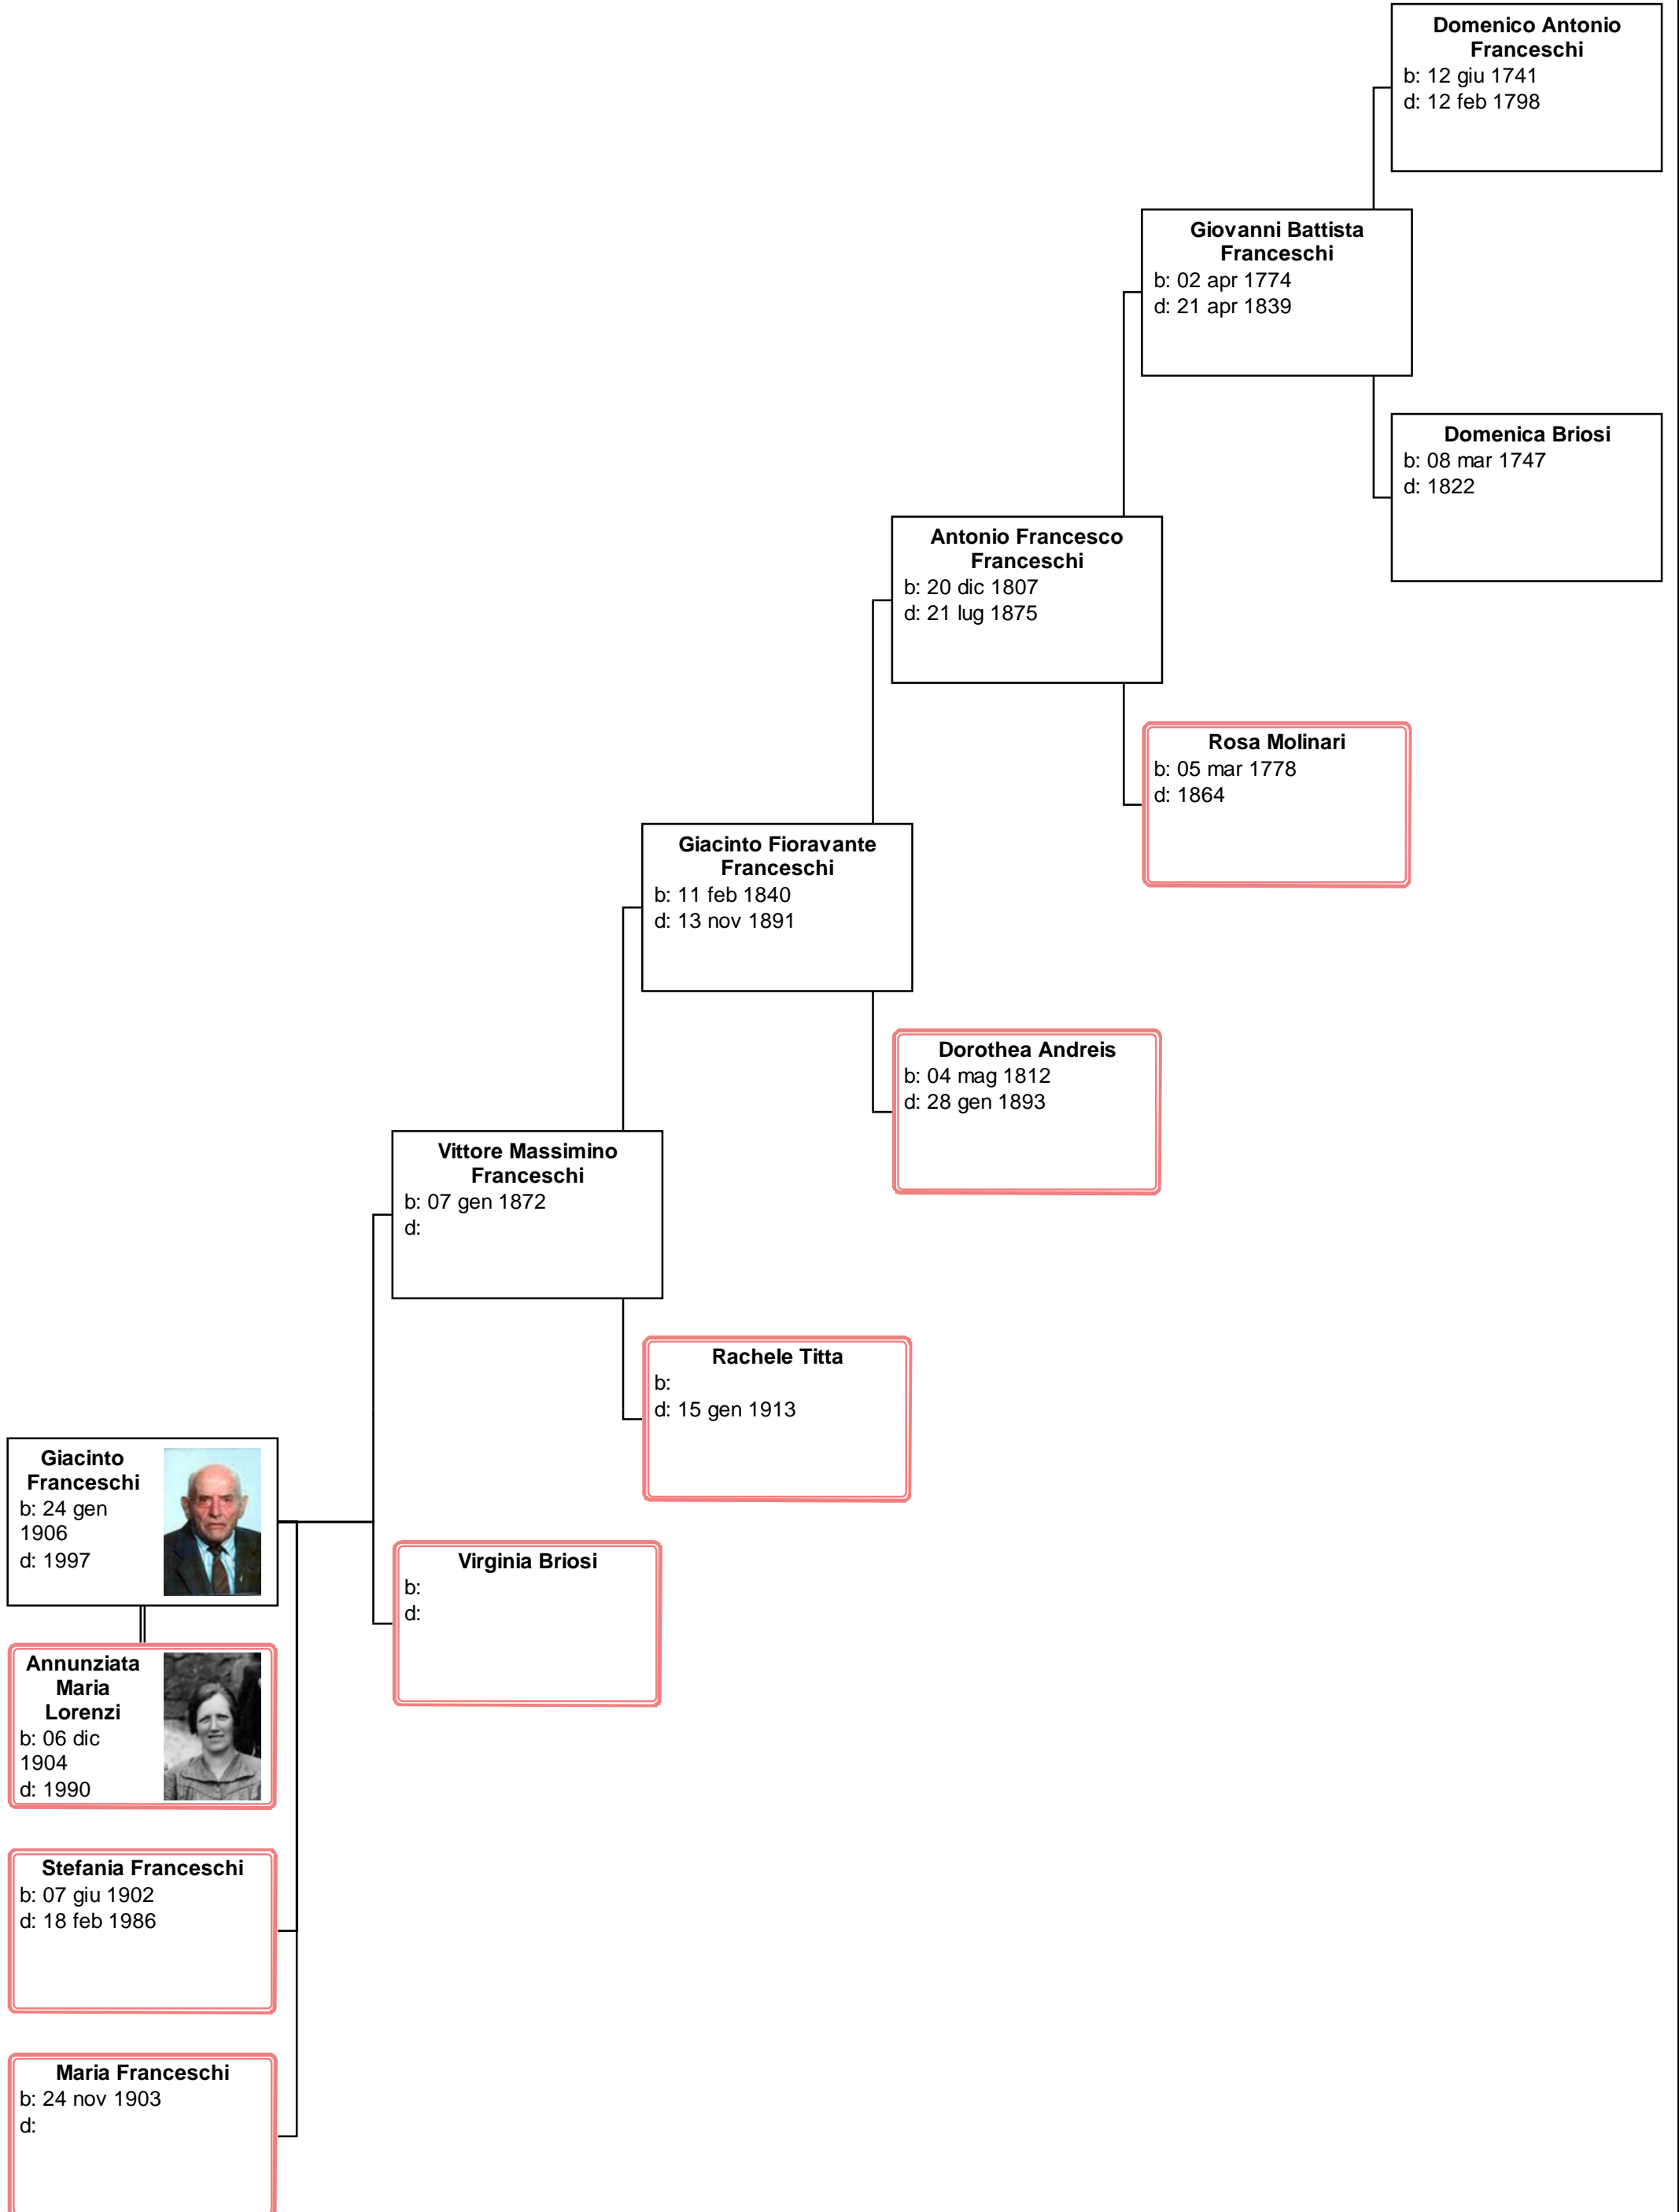 Domenico Antonio
Franceschi
b: 12 giu 1741
d: 12 feb 1798
Giovanni Battista
Franceschi
b: 02 apr 1774
d: 21 apr 1839
Domenica Briosi
b: 08 mar 1747
d: 1822
Antonio Francesco
Franceschi
b: 20 dic 1807
d: 21 lug 1875
Rosa Molinari
b: 05 mar 1778
d: 1864
Giacinto Fioravante
Franceschi
b: 11 feb 1840
d: 13 nov 1891
Dorothea Andreis
b: 04 mag 1812
d: 28 gen 1893
Vittore Massimino
Franceschi
b: 07 gen 1872
d:
Rachele Titta
b:
d: 15 gen 1913
Giacinto
Franceschi
b: 24 gen
1906
d: 1997
Virginia Briosi
b:
d:
Annunziata
Maria
Lorenzi
b: 06 dic
1904
d: 1990
Stefania Franceschi
b: 07 giu 1902
d: 18 feb 1986
Maria Franceschi
b: 24 nov 1903
d: